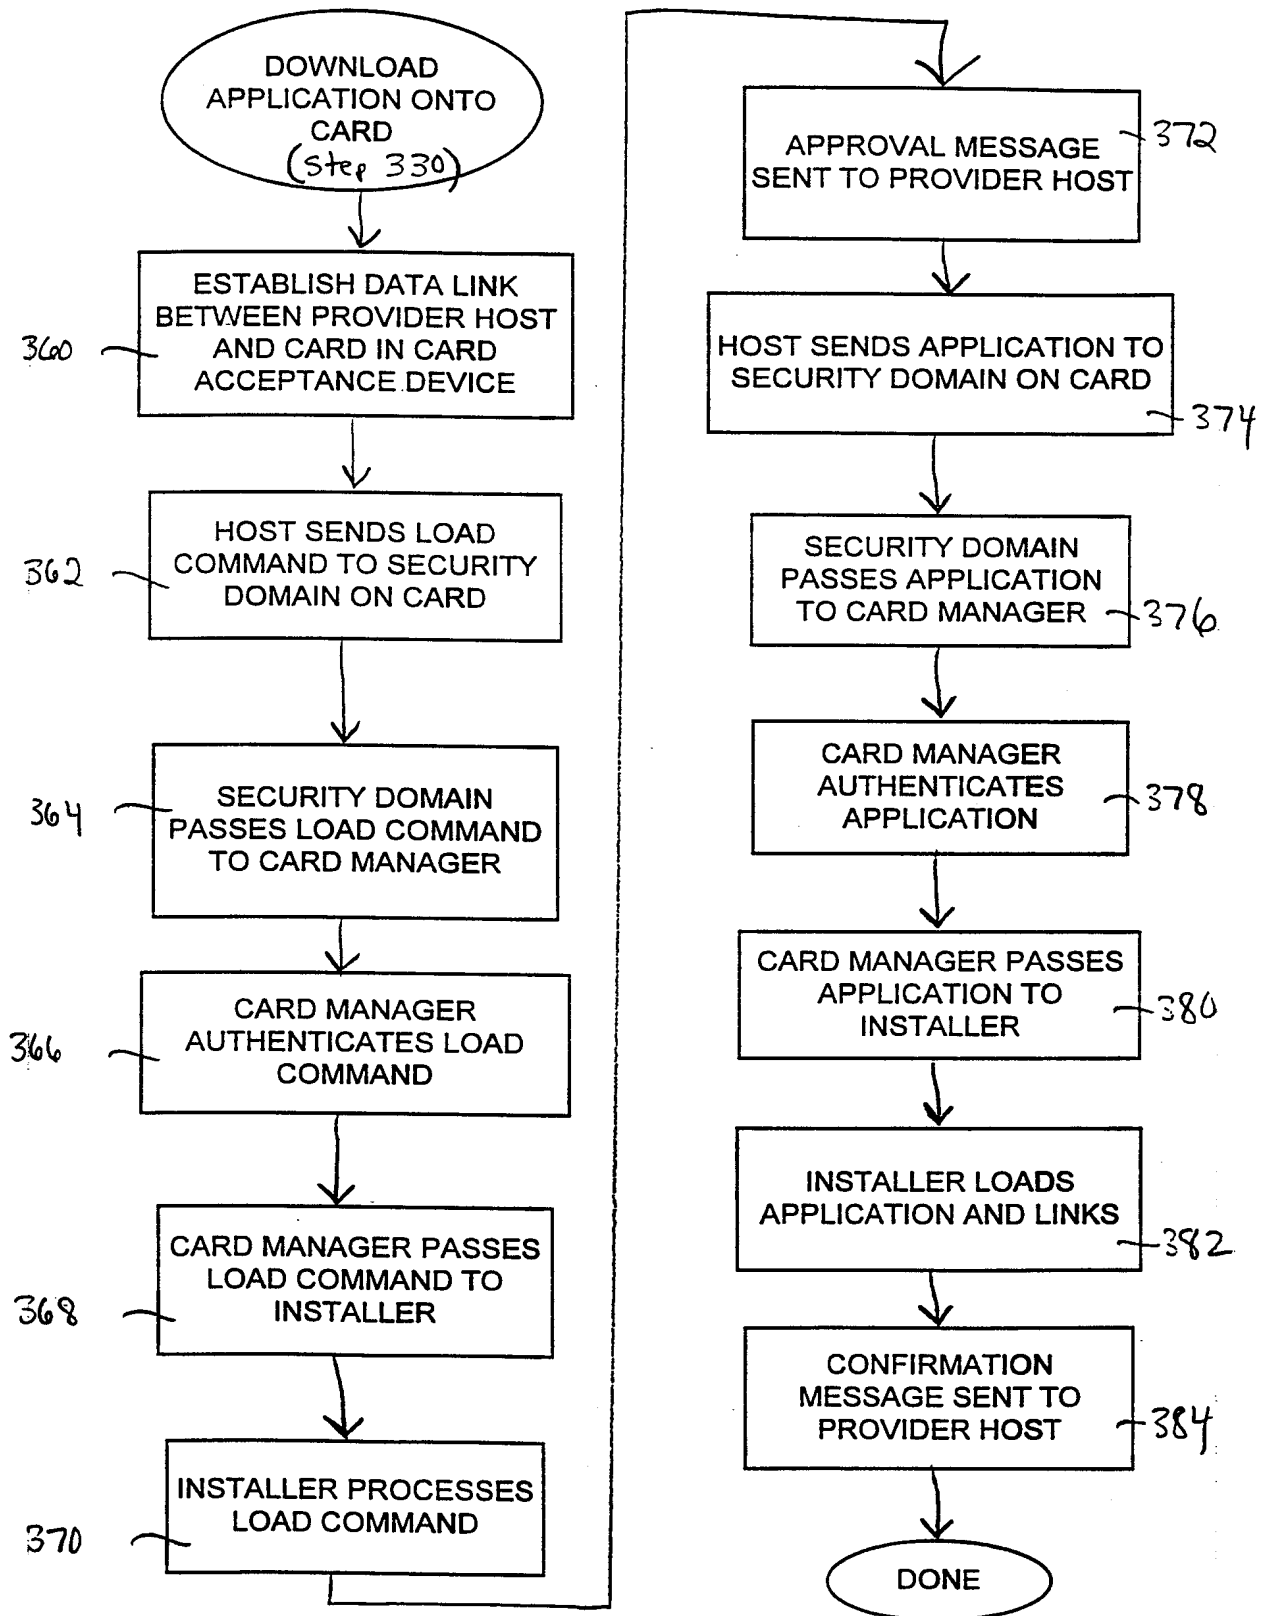 DOWNLOAD
APPLICATION ONTO
CARD
(Step 330)
360
ESTABLISH DATA LINK
BETWEEN PROVIDER HOST
AND CARD IN CARD
ACCEPTANCE DEVICE
362
HOST SENDS LOAD
COMMAND TO SECURITY
DOMAIN ON CARD
364
SECURITY DOMAIN
PASSES LOAD COMMAND
TO CARD MANAGER
366
CARD MANAGER
AUTHENTICATES LOAD
COMMAND
368
CARD MANAGER PASSES
LOAD COMMAND TO
INSTALLER
370
INSTALLER PROCESSES
LOAD COMMAND
372
APPROVAL MESSAGE
SENT TO PROVIDER HOST
HOST SENDS APPLICATION TO
SECURITY DOMAIN ON CARD
374
SECURITY DOMAIN
PASSES APPLICATION
TO CARD MANAGER
376
CARD MANAGER
AUTHENTICATES
APPLICATION
378
CARD MANAGER PASSES
APPLICATION TO
INSTALLER
380
INSTALLER LOADS
APPLICATION AND LINKS
382
CONFIRMATION
MESSAGE SENT TO
PROVIDER HOST
384
DONE